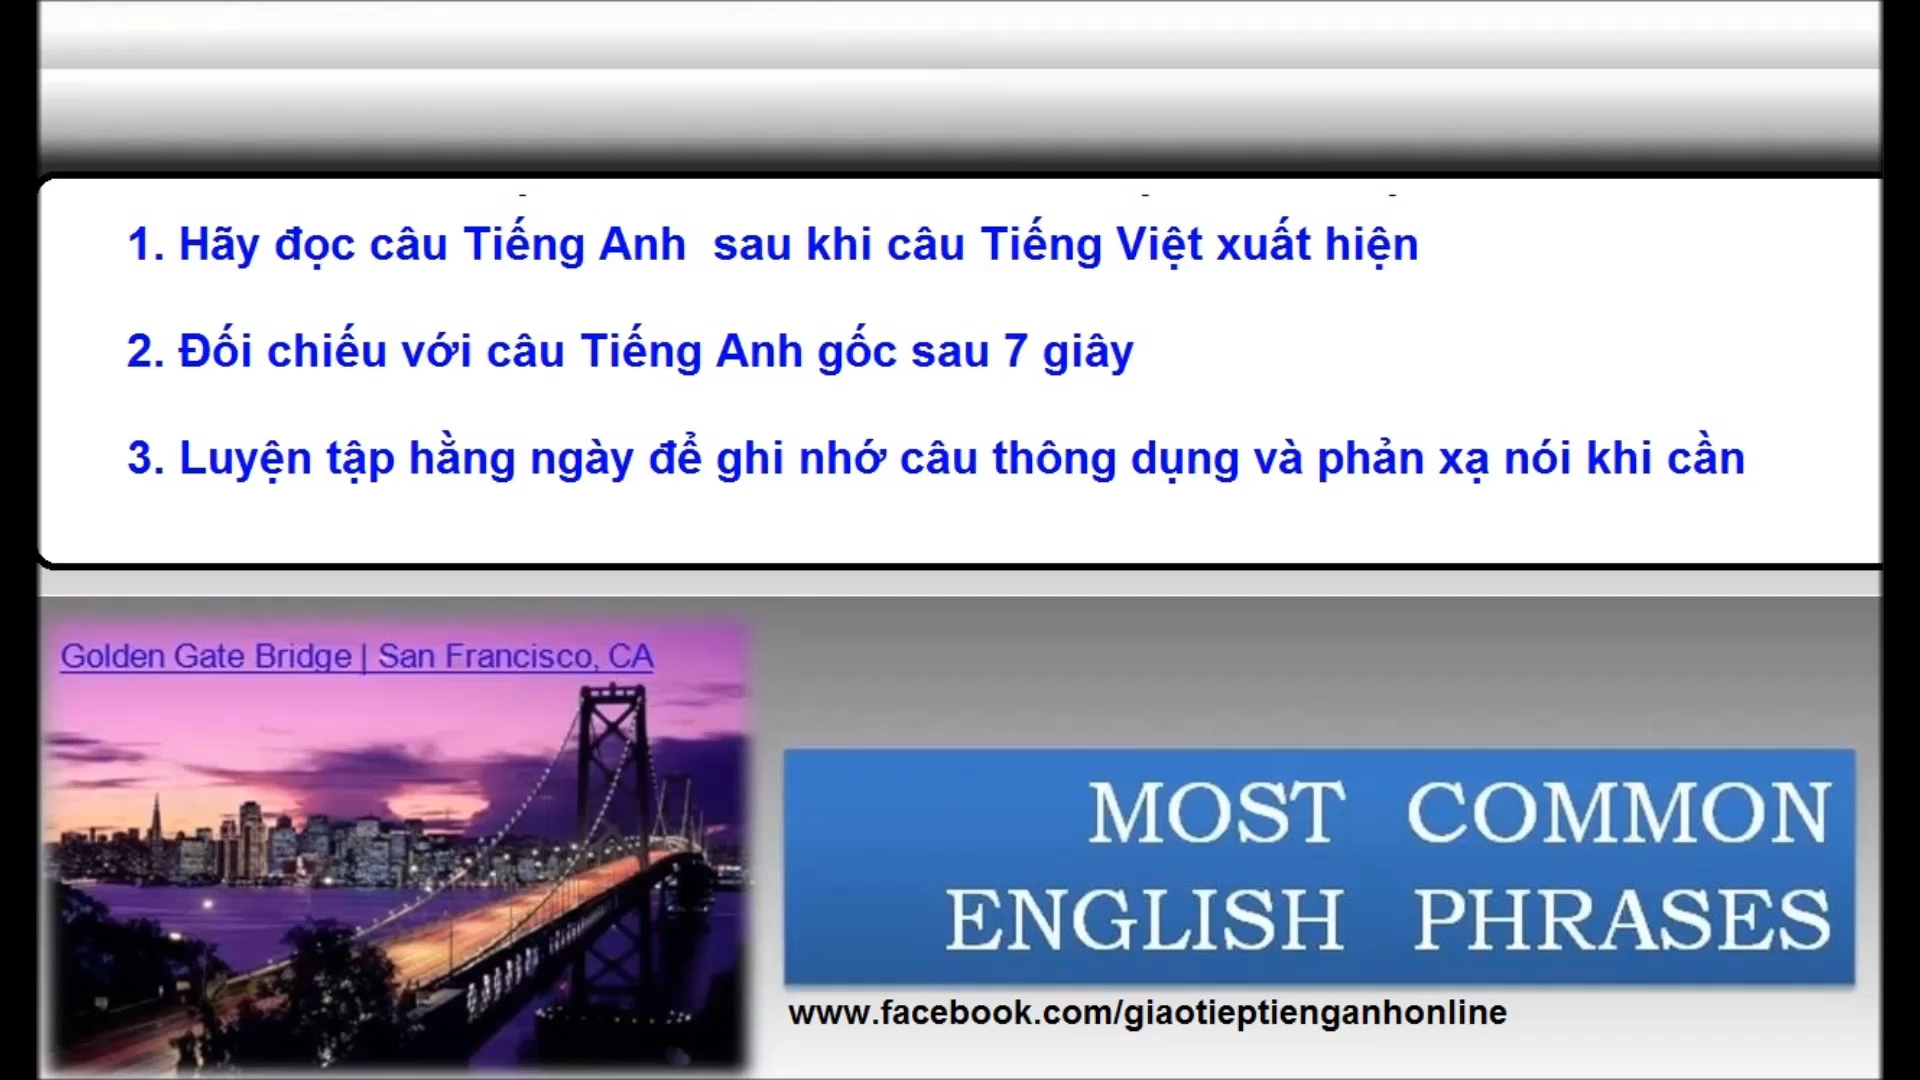 1. Hãy đọc câu Tiếng Anh sau khi câu Tiếng Việt xuất hiện
2. Đối chiếu với câu Tiếng Anh gốc sau 7 giây
3. Luyện tập hằng ngày để ghi nhớ câu thông dụng và phản xạ nói khi cần
Golden Gate Bridge | San Francisco, CA
MOST COMMON
ENGLISH PHRASES
www.facebook.com/giaotieptienganhonline